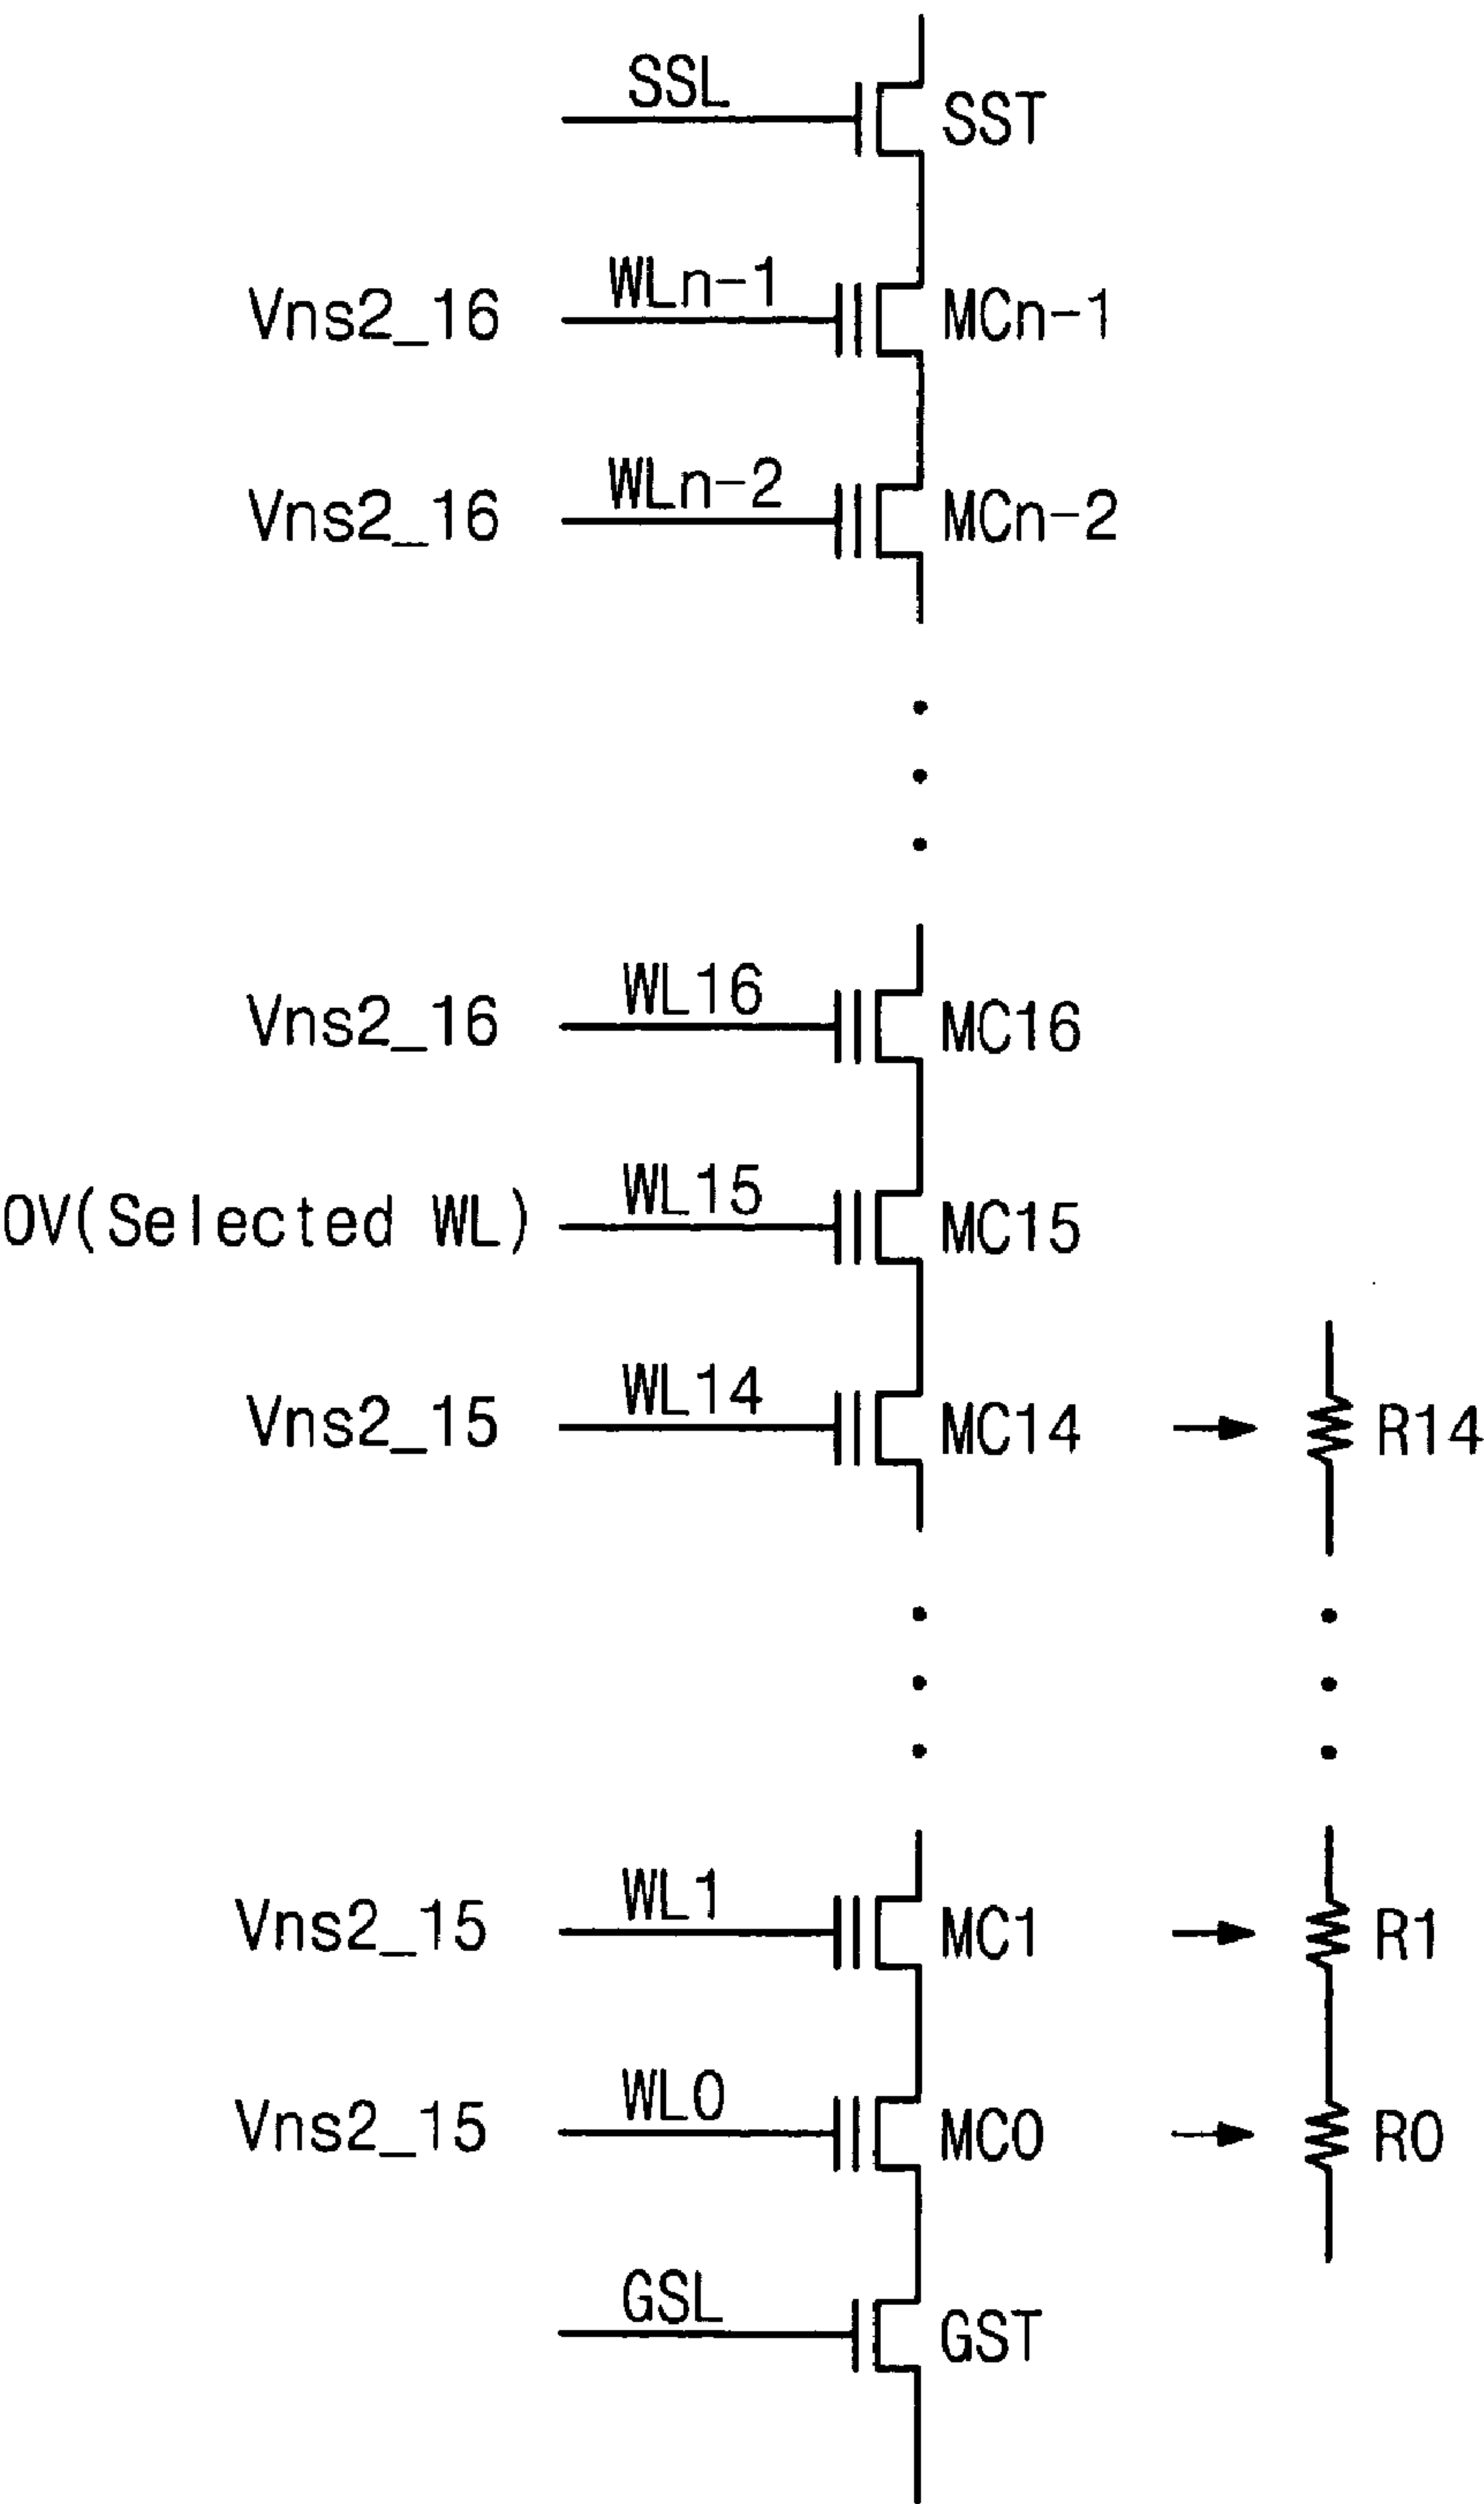 SSL
SST
Vns2_16 WLn-1 MCn-1
Vns2_16 WLn-2 MCn-2
Vns2_16 WL16 MC16
0V(Selected WL) WL15 MC15
Vns2_15 WL14 MC14 R14
Vns2_15 WL1 MC1 R1
Vns2_15 WL0 MC0 R0
GSL
GST